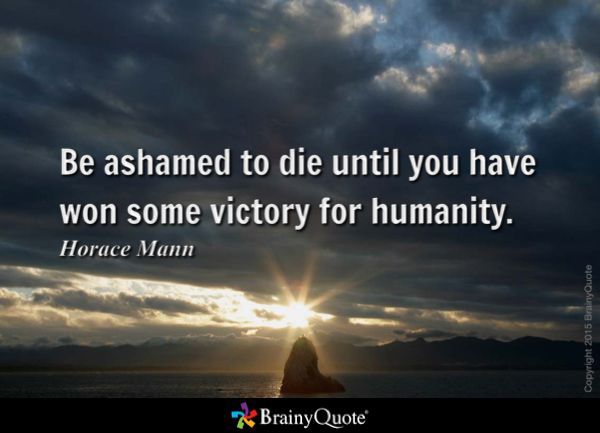 Be ashamed to die until you have
won some victory for humanity.
Horace Mann
Copyright 2015 BrainyQuote
BrainyQuote®